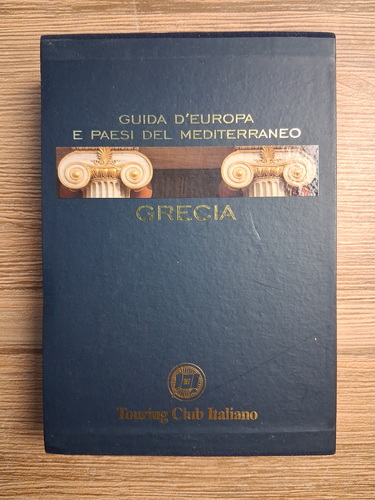 GUIDA D'EUROPA
E PAESI DEL MEDITERRANEO
GRECIA
Touring Club Italiano